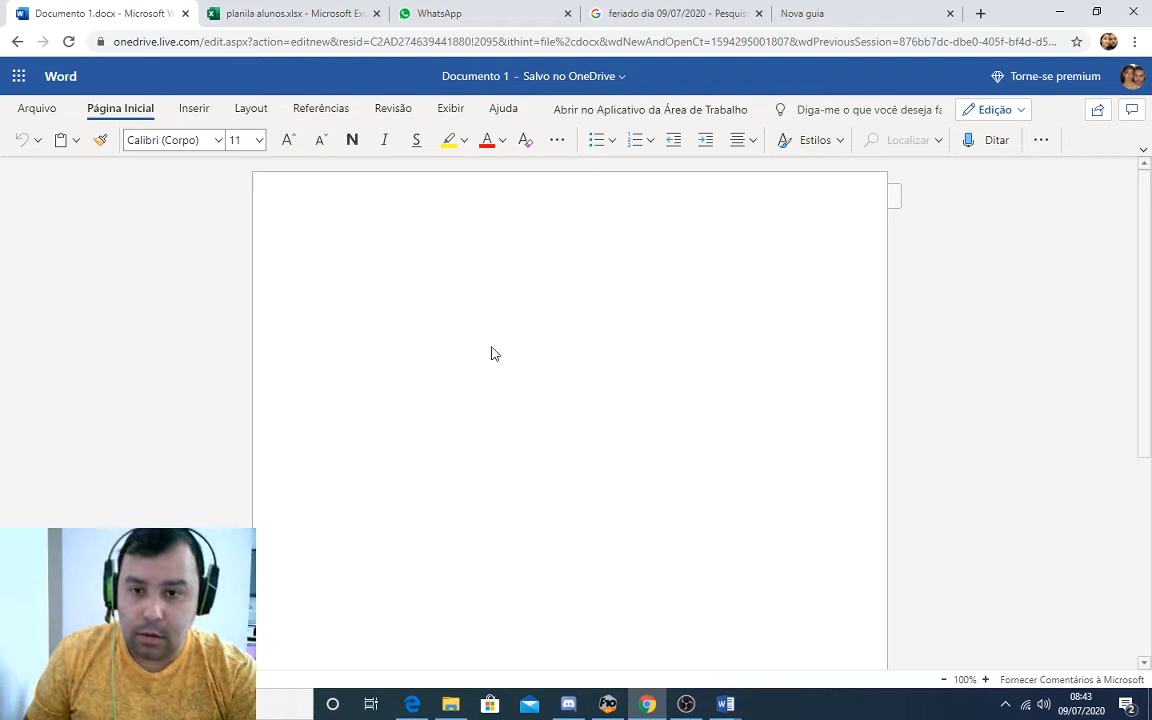 Documento 1.docx - Microsoft W
planila alunos.xlsx - Microsoft Ex
WhatsApp
feriado dia 09/07/2020 - Pesquis
Nova guia
onedrive.live.com/edit.aspx?action=editnew&resid=C2AD274639441880!2095&ithint=file%2cdocx&wdNewAndOpenCt=1594295001807&wdPreviousSession=876bb7dc-dbe0-405f-bf4d-d5...
Word
Documento 1 - Salvo no OneDrive
Torne-se premium
Arquivo
Página Inicial
Inserir
Layout
Referências
Revisão
Exibir
Ajuda
Abrir no Aplicativo da Área de Trabalho
Diga-me o que você deseja fa
Edição
Calibri (Corpo)
11
N
I
S
Estilos
Localizar
Ditar
100%
Fornecer Comentários à Microsoft
08:43
09/07/2020
2